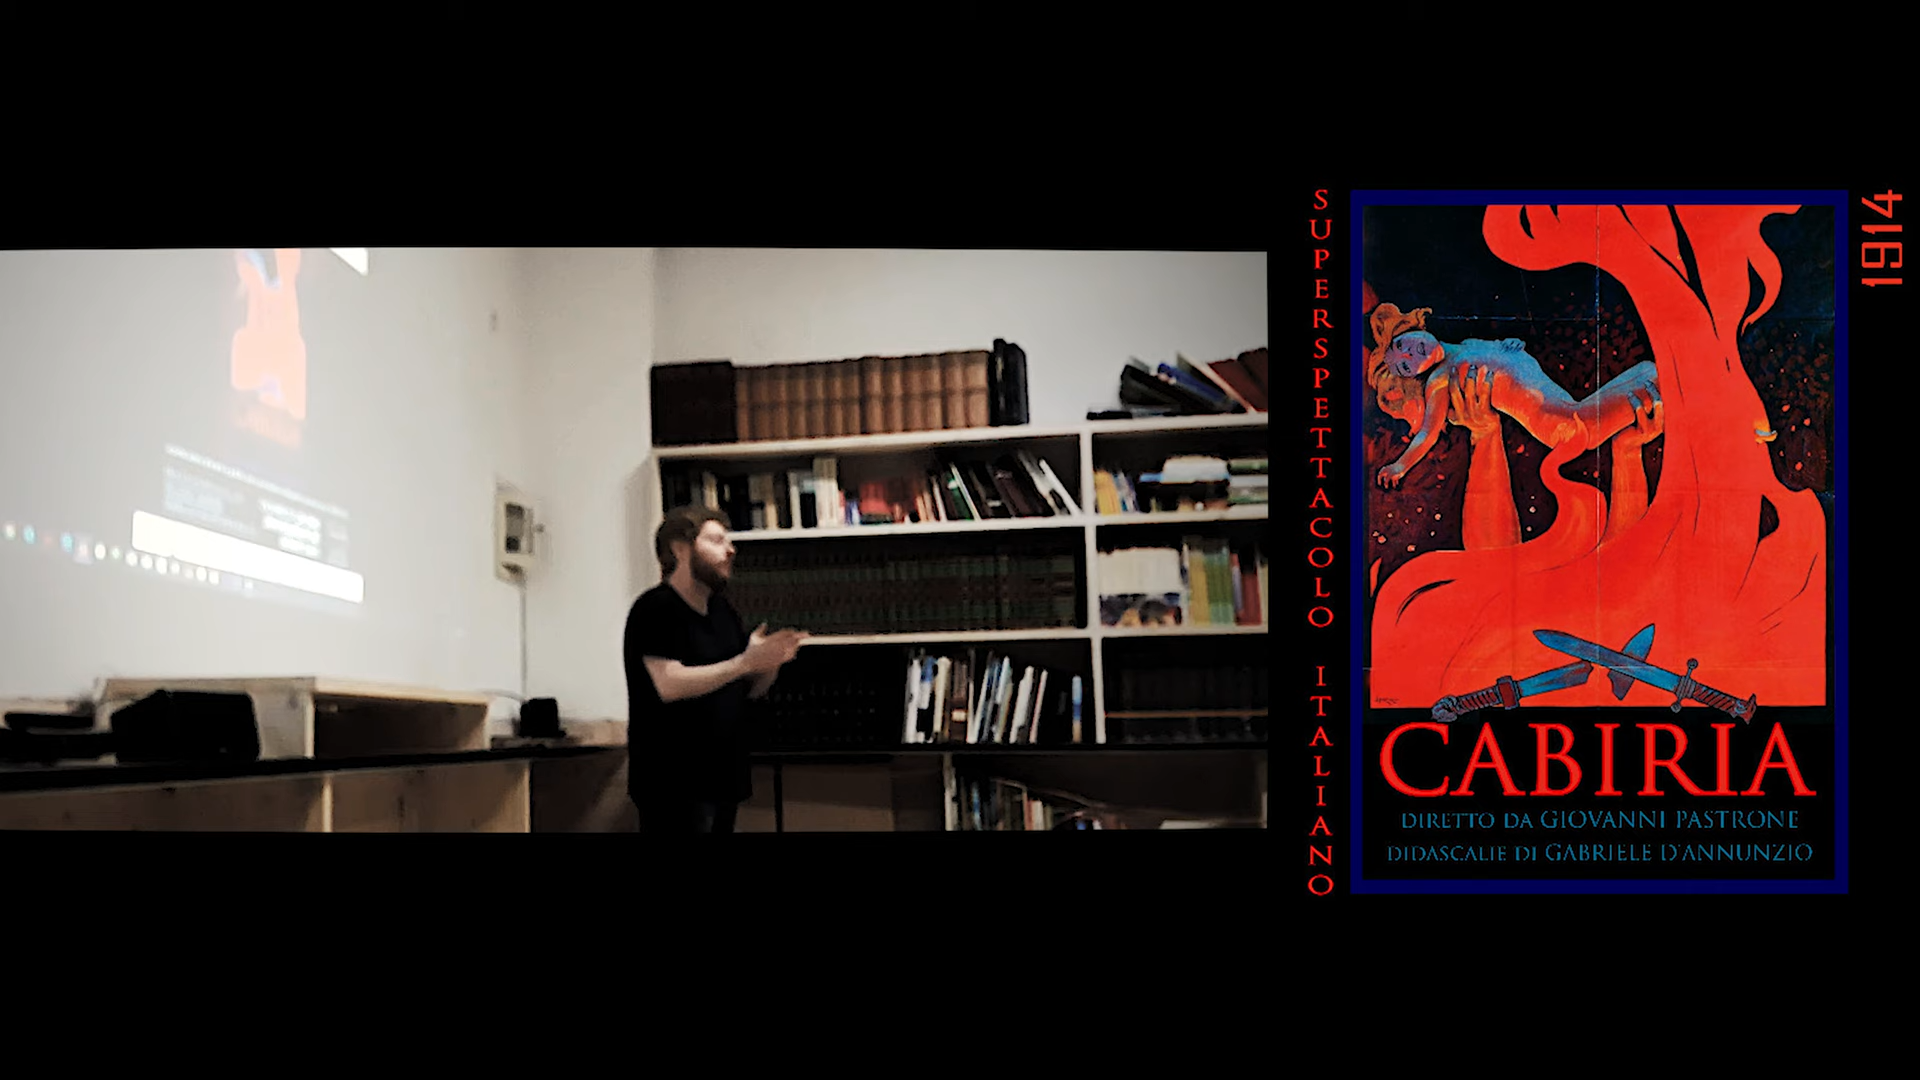 SUPERSPETTACOLO ITALIANO
1914
CABIRIA
DIRETTO DA GIOVANNI PASTRONE
DIDASCALIE DI GABRIELE D'ANNUNZIO